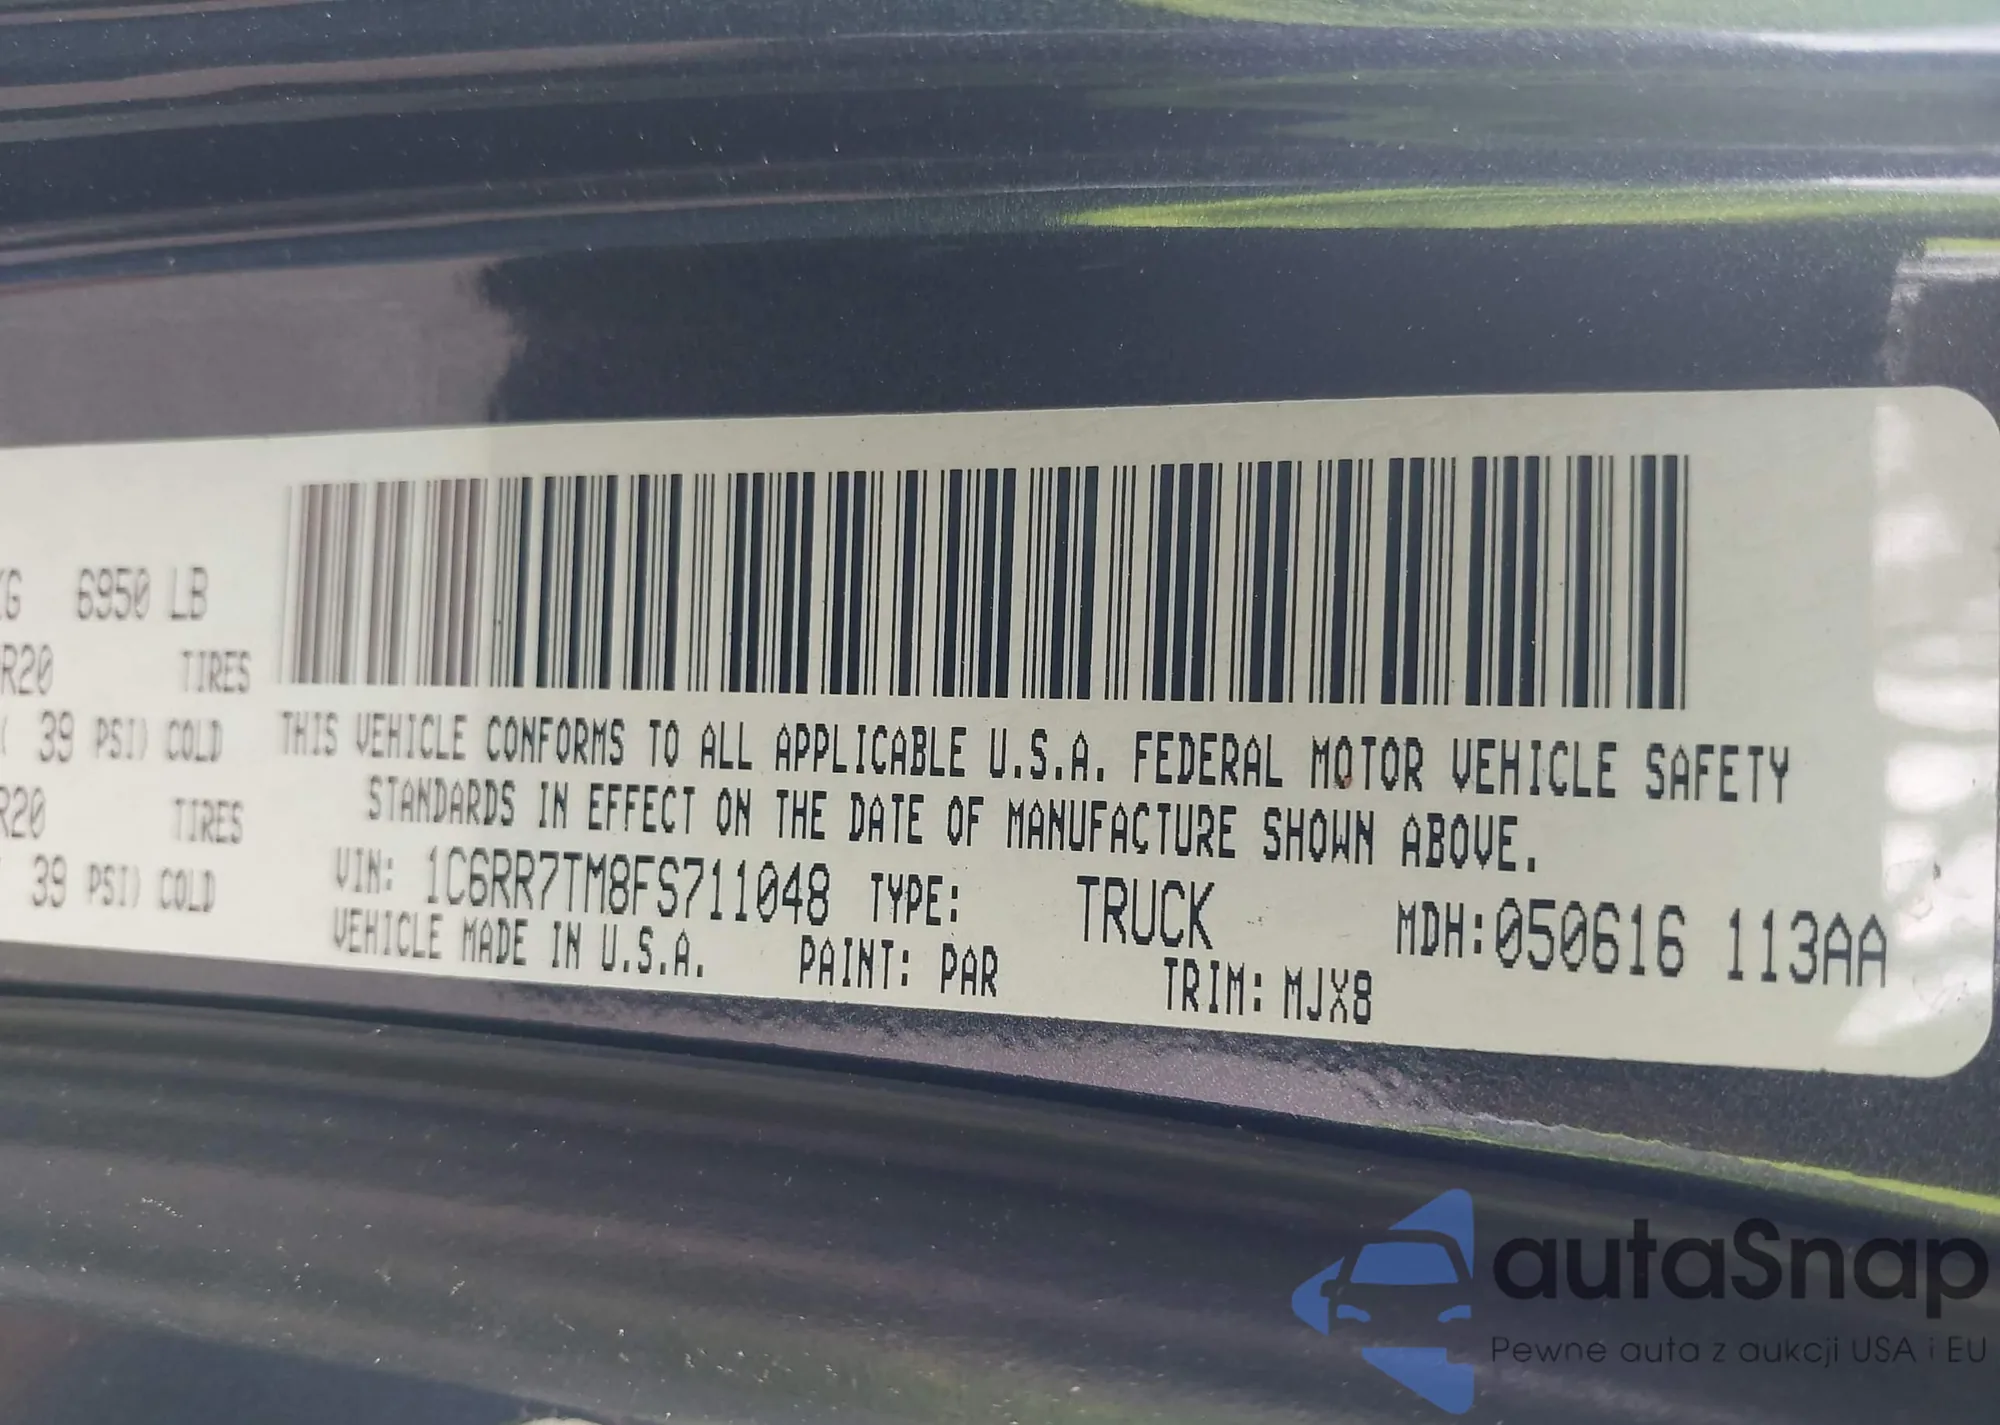 KG 6950 LB
R20 TIRES
( 39 PSI) COLD
R20 TIRES
39 PSI) COLD
THIS VEHICLE CONFORMS TO ALL APPLICABLE U.S.A. FEDERAL MOTOR VEHICLE SAFETY
STANDARDS IN EFFECT ON THE DATE OF MANUFACTURE SHOWN ABOVE.
VIN: 1C6RR7TM8FS711048 TYPE: TRUCK MDH:050616 113AA
VEHICLE MADE IN U.S.A. PAINT: PAR TRIM: MJX8
autaSnap
Pewne auta z aukcji USA i EU